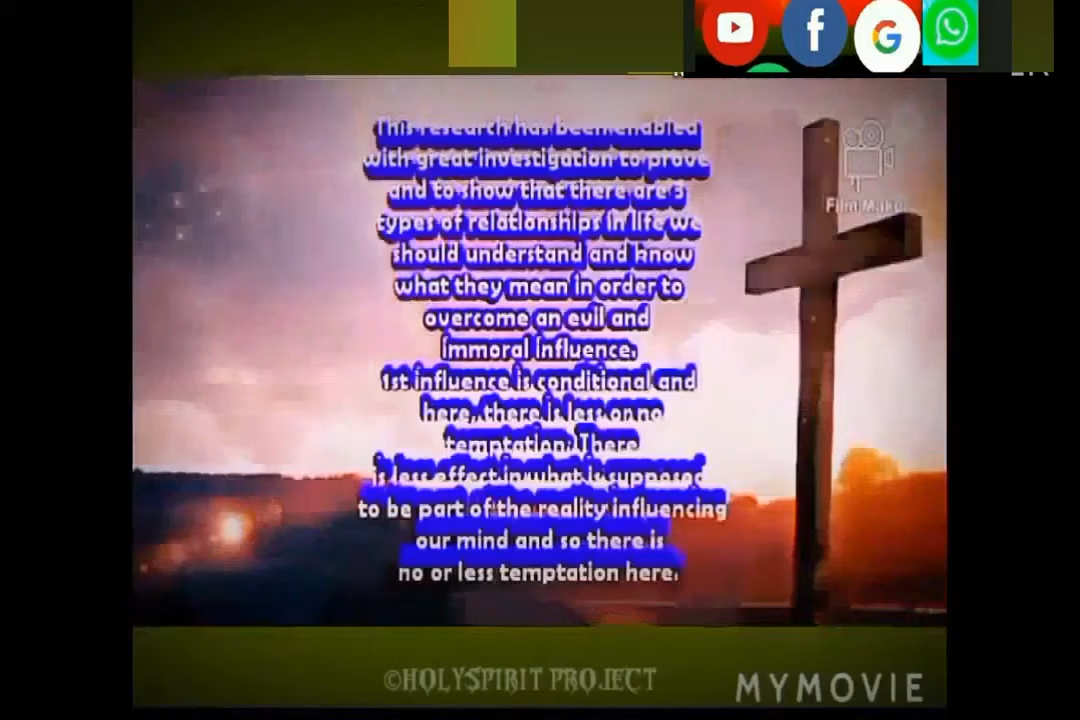 This research has been enabled
with great investigation to prove
and to show that there are 3
types of relationships in life we
should understand and know
what they mean in order to
overcome an evil and
immoral influence.
1st influence is conditional and
here, there is less or no
temptation. There
is less effect in what is supposed
to be part of the reality influencing
our mind and so there is
no or less temptation here.
Film Maker
©HOLYSPIRIT PROJECT
MYMOVIE